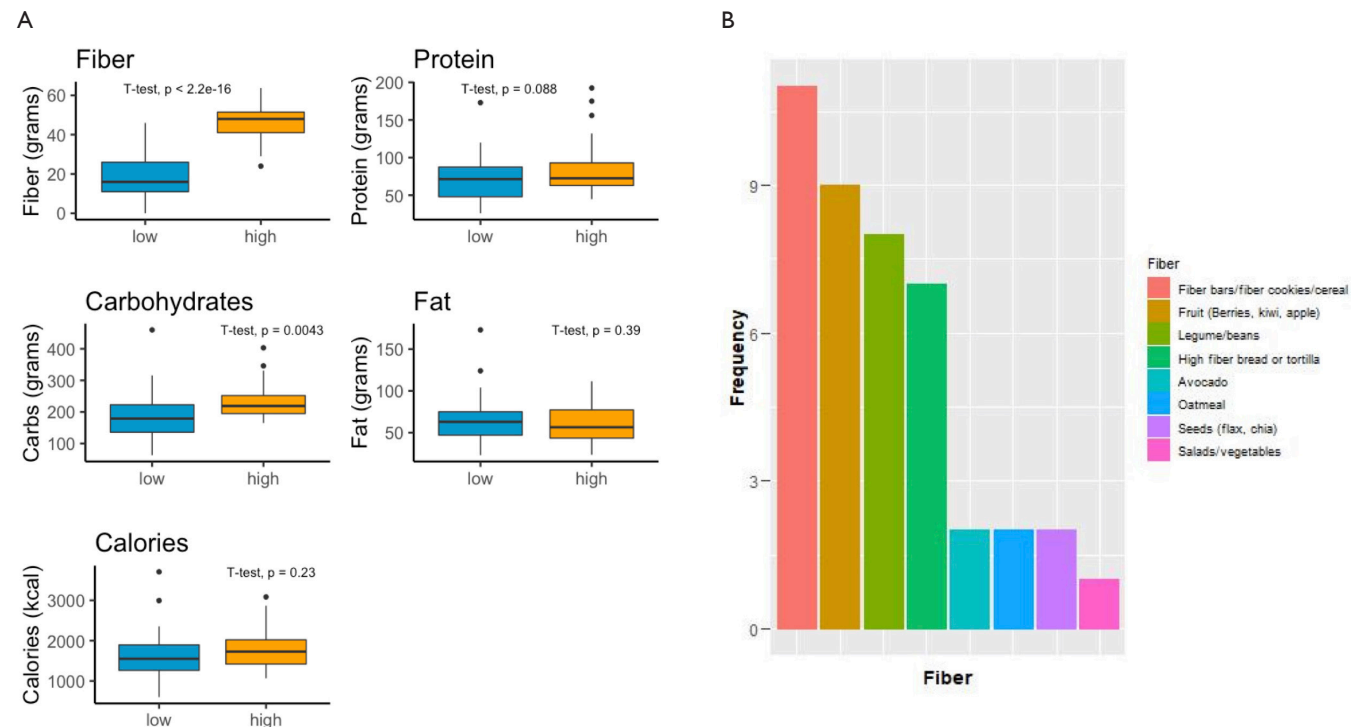 A
Fiber
T-test, p < 2.2e-16
Fiber (grams)
60
40
20
0
low
high
Protein
T-test, p = 0.088
Protein (grams)
200
150
100
50
low
high
Carbohydrates
T-test, p = 0.0043
Carbs (grams)
400
300
200
100
low
high
Fat
T-test, p = 0.39
Fat (grams)
150
100
50
low
high
Calories
T-test, p = 0.23
Calories (kcal)
3000
2000
1000
low
high
B
Frequency
9
6
3
0
Fiber
Fiber
Fiber bars/fiber cookies/cereal
Fruit (Berries, kiwi, apple)
Legume/beans
High fiber bread or tortilla
Avocado
Oatmeal
Seeds (flax, chia)
Salads/vegetables